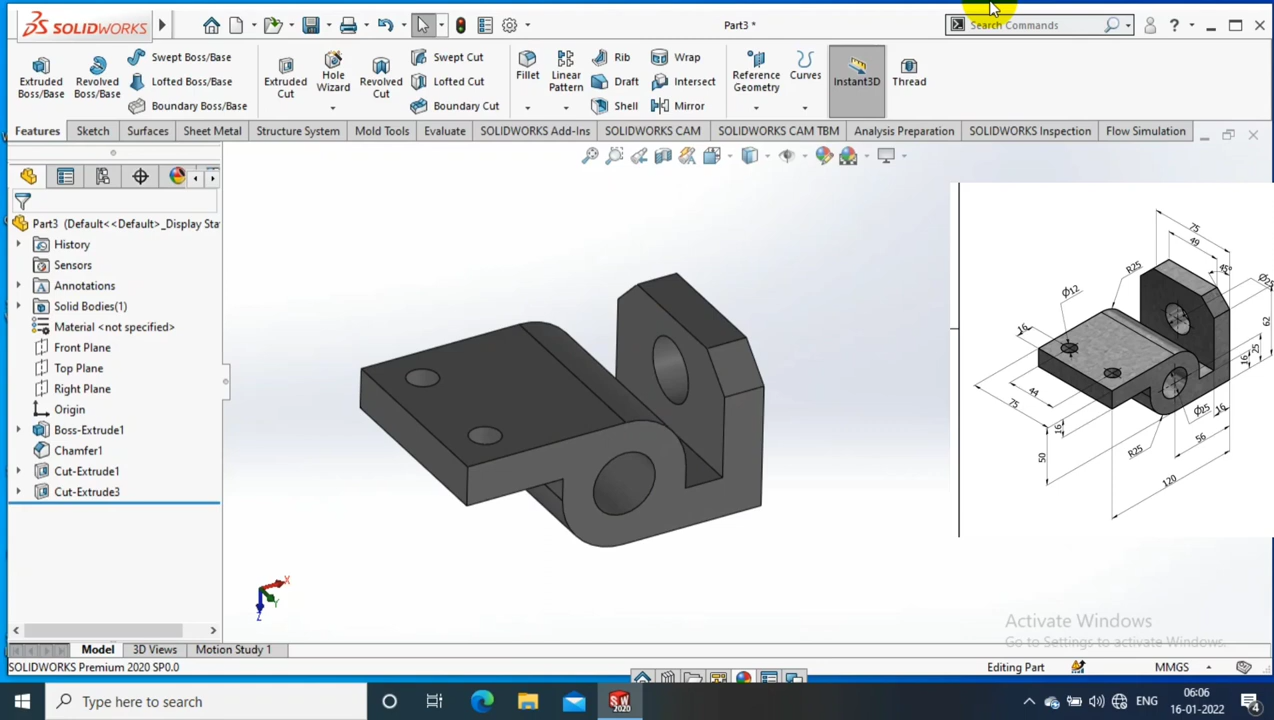 SOLIDWORKS
Part3 *
Search Commands
?
Extruded Boss/Base
Revolved Boss/Base
Swept Boss/Base
Lofted Boss/Base
Boundary Boss/Base
Extruded Cut
Hole Wizard
Revolved Cut
Swept Cut
Lofted Cut
Boundary Cut
Fillet
Linear Pattern
Rib
Draft
Shell
Wrap
Intersect
Mirror
Reference Geometry
Curves
Instant3D
Thread
Features
Sketch
Surfaces
Sheet Metal
Structure System
Mold Tools
Evaluate
SOLIDWORKS Add-Ins
SOLIDWORKS CAM
SOLIDWORKS CAM TBM
Analysis Preparation
SOLIDWORKS Inspection
Flow Simulation
Part3 (Default<<Default>_Display Sta
History
Sensors
Annotations
Solid Bodies(1)
Material <not specified>
Front Plane
Top Plane
Right Plane
Origin
Boss-Extrude1
Chamfer1
Cut-Extrude1
Cut-Extrude3
75
49
45°
R25
Ø12
Ø25
62
25
16
16
44
75
16
50
Ø25
16
56
R25
120
X
Y
Z
Activate Windows
Go to Settings to activate Windows.
Model
3D Views
Motion Study 1
SOLIDWORKS Premium 2020 SP0.0
Editing Part
MMGS
Type here to search
SW
2020
ENG
06:06
16-01-2022
4